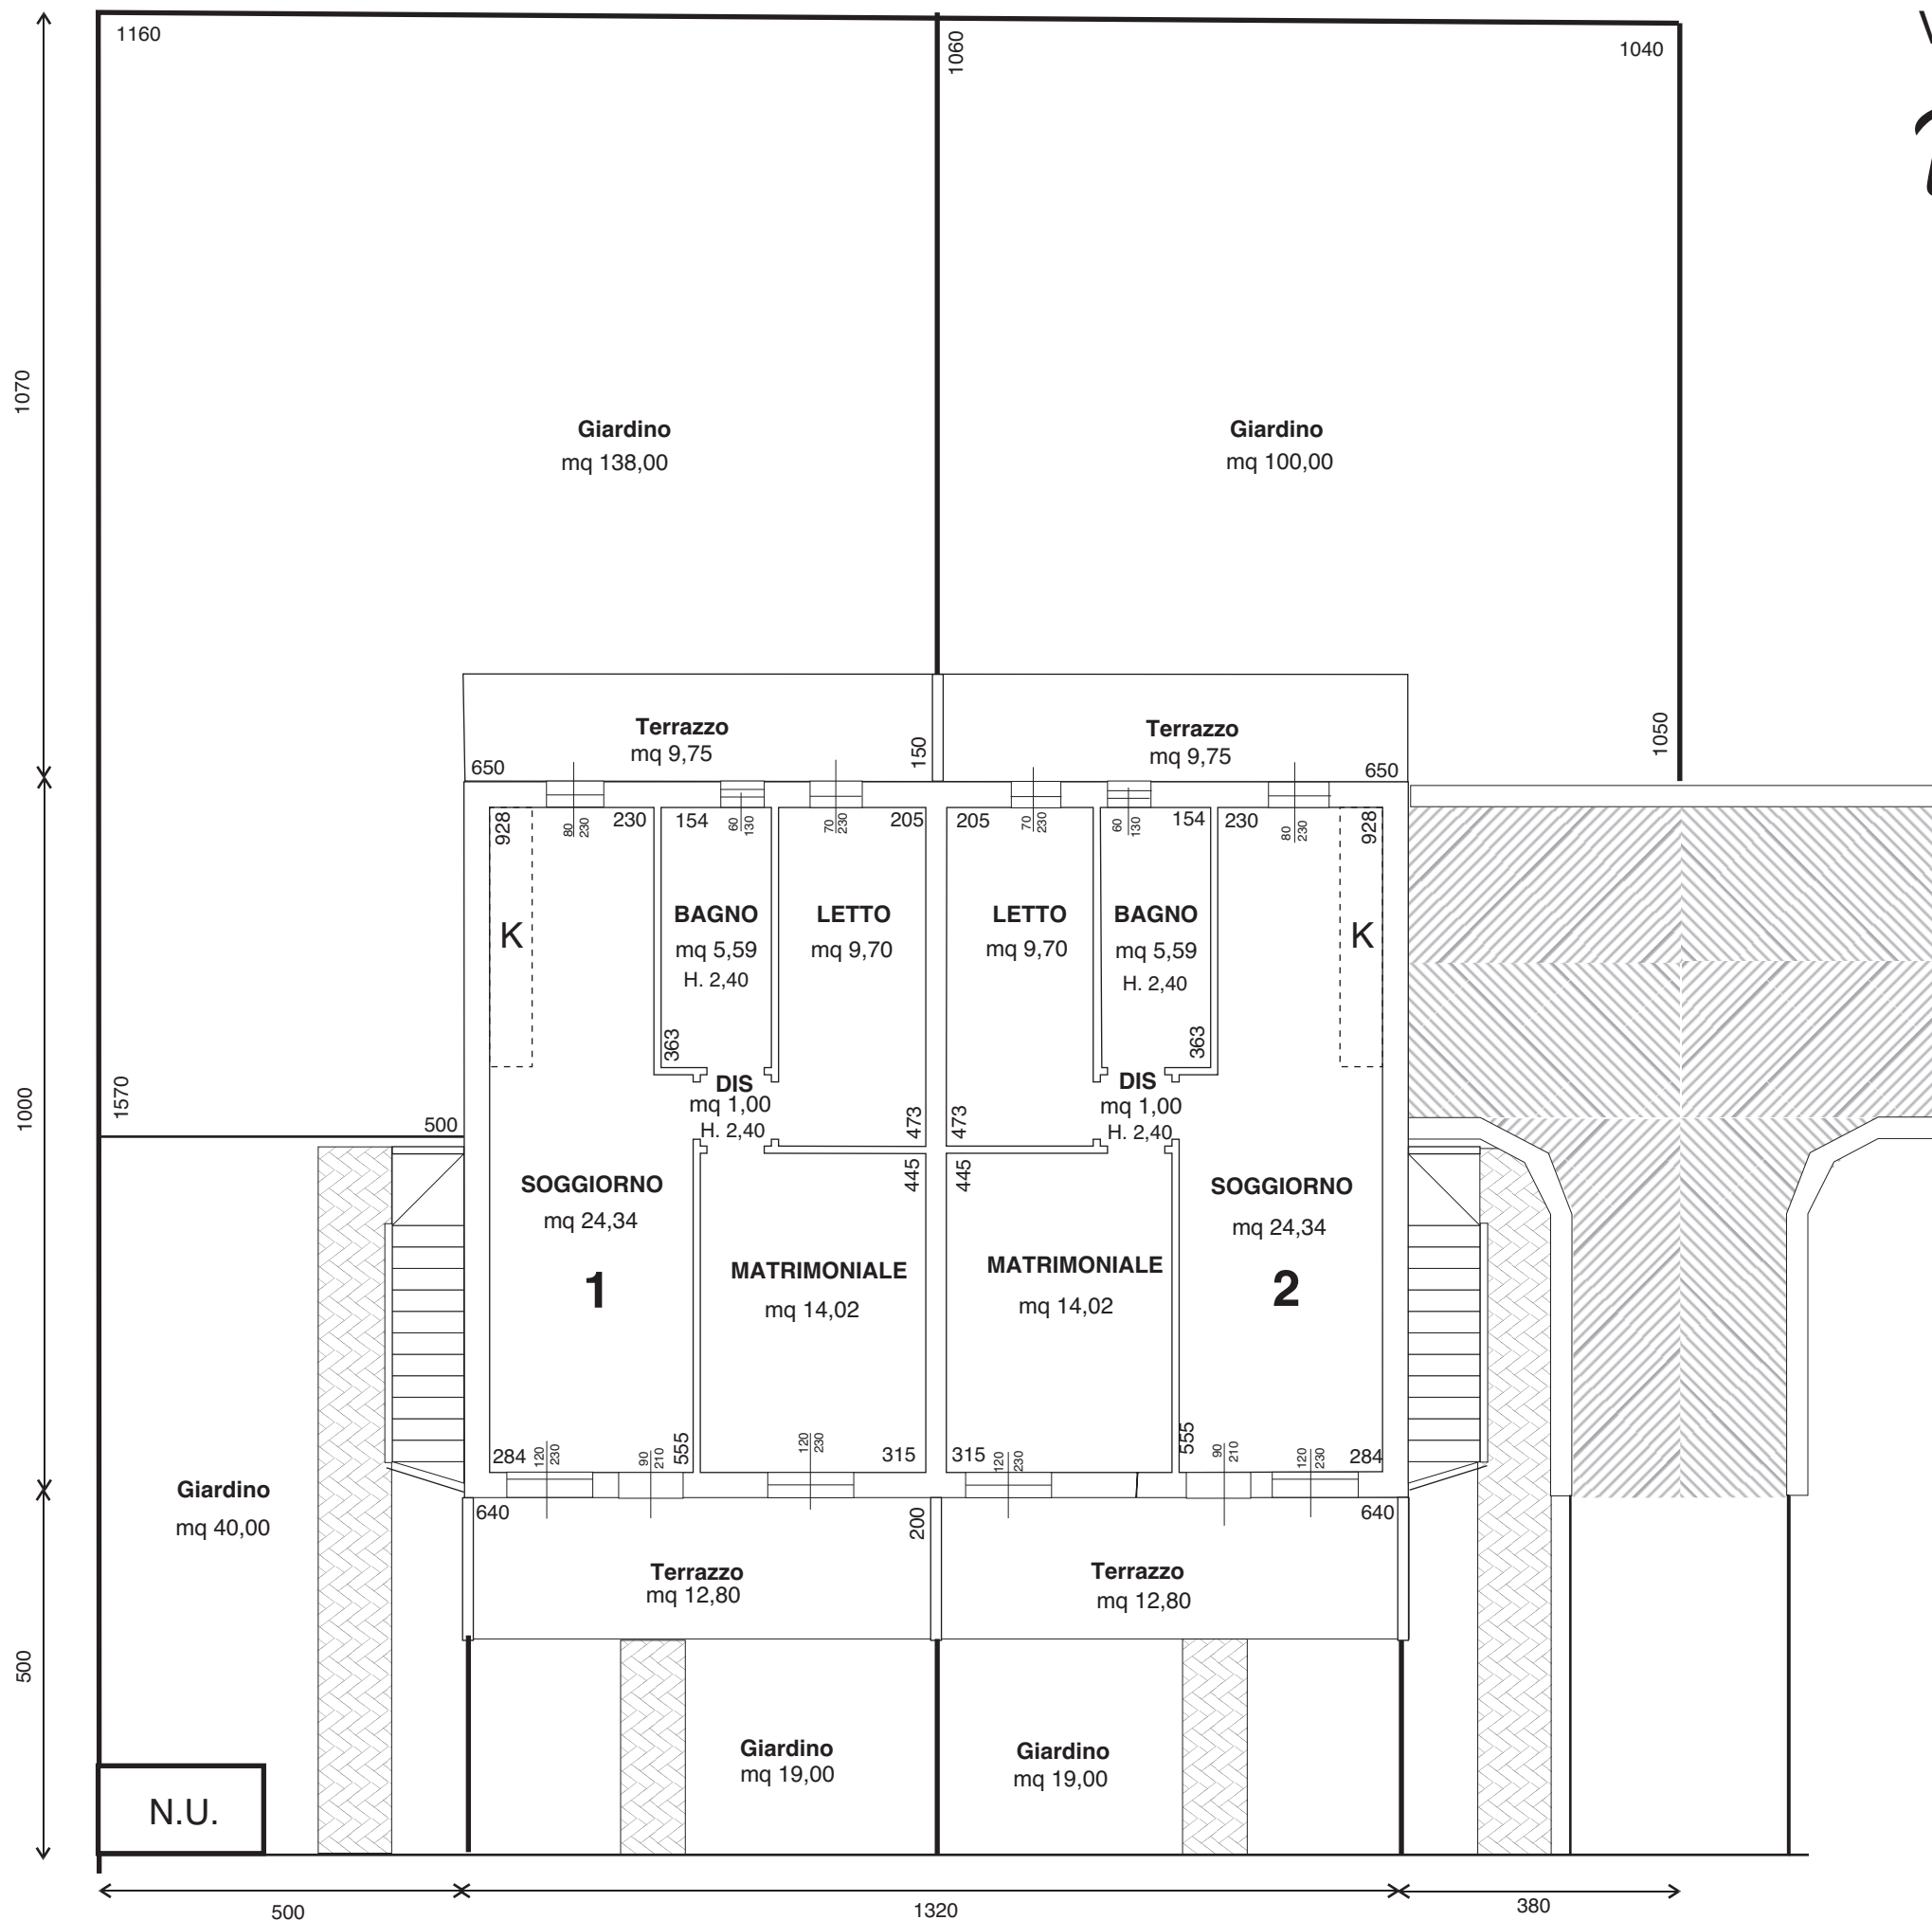 1160
1060
1040
1070
Giardino
mq 138,00
Giardino
mq 100,00
Terrazzo
mq 9,75
650
150
Terrazzo
mq 9,75
650
1050
928
80
230
230
154
60
130
70
230
205
205
70
230
60
130
154
230
80
230
928
K
BAGNO
mq 5,59
H. 2,40
LETTO
mq 9,70
LETTO
mq 9,70
BAGNO
mq 5,59
H. 2,40
K
363
363
1000
1570
500
DIS
mq 1,00
H. 2,40
473
473
DIS
mq 1,00
H. 2,40
445
445
SOGGIORNO
mq 24,34
1
MATRIMONIALE
mq 14,02
MATRIMONIALE
mq 14,02
SOGGIORNO
mq 24,34
2
284
120
230
90
210
555
120
230
315
315
120
230
555
90
210
120
230
284
Giardino
mq 40,00
640
200
640
Terrazzo
mq 12,80
Terrazzo
mq 12,80
500
Giardino
mq 19,00
Giardino
mq 19,00
N.U.
500
1320
380